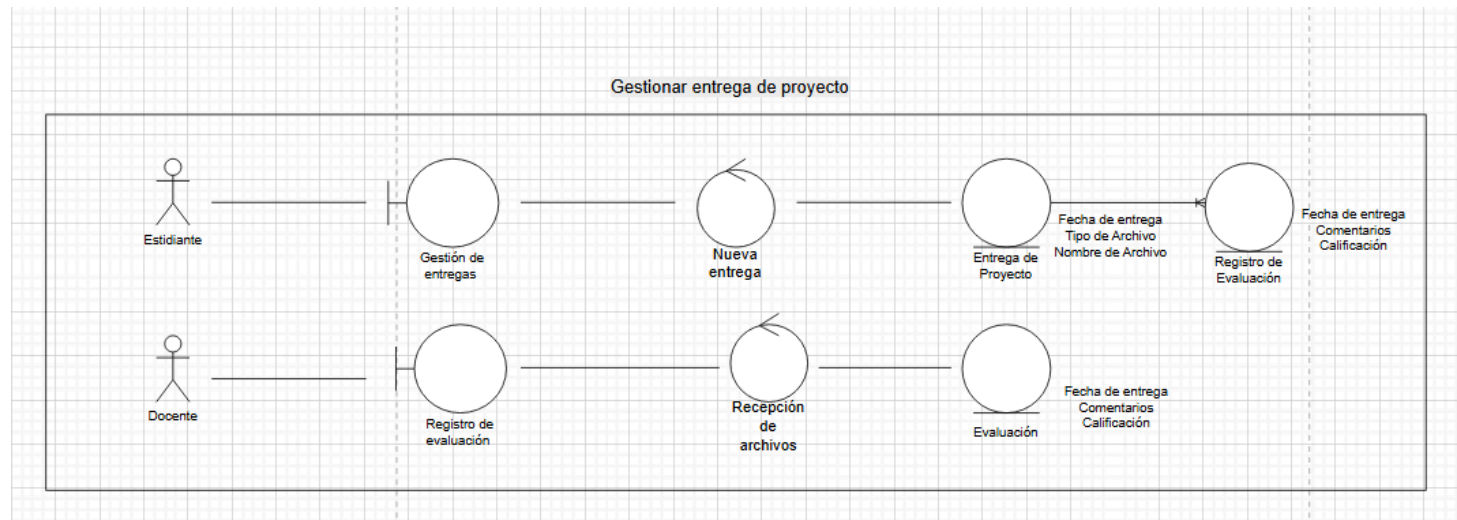 Gestionar entrega de proyecto
Estidiante
Gestión de
entregas
Nueva
entrega
Entrega de
Proyecto
Fecha de entrega
Tipo de Archivo
Nombre de Archivo
Registro de
Evaluación
Fecha de entrega
Comentarios
Calificación
Docente
Registro de
evaluación
Recepción
de
archivos
Evaluación
Fecha de entrega
Comentarios
Calificación